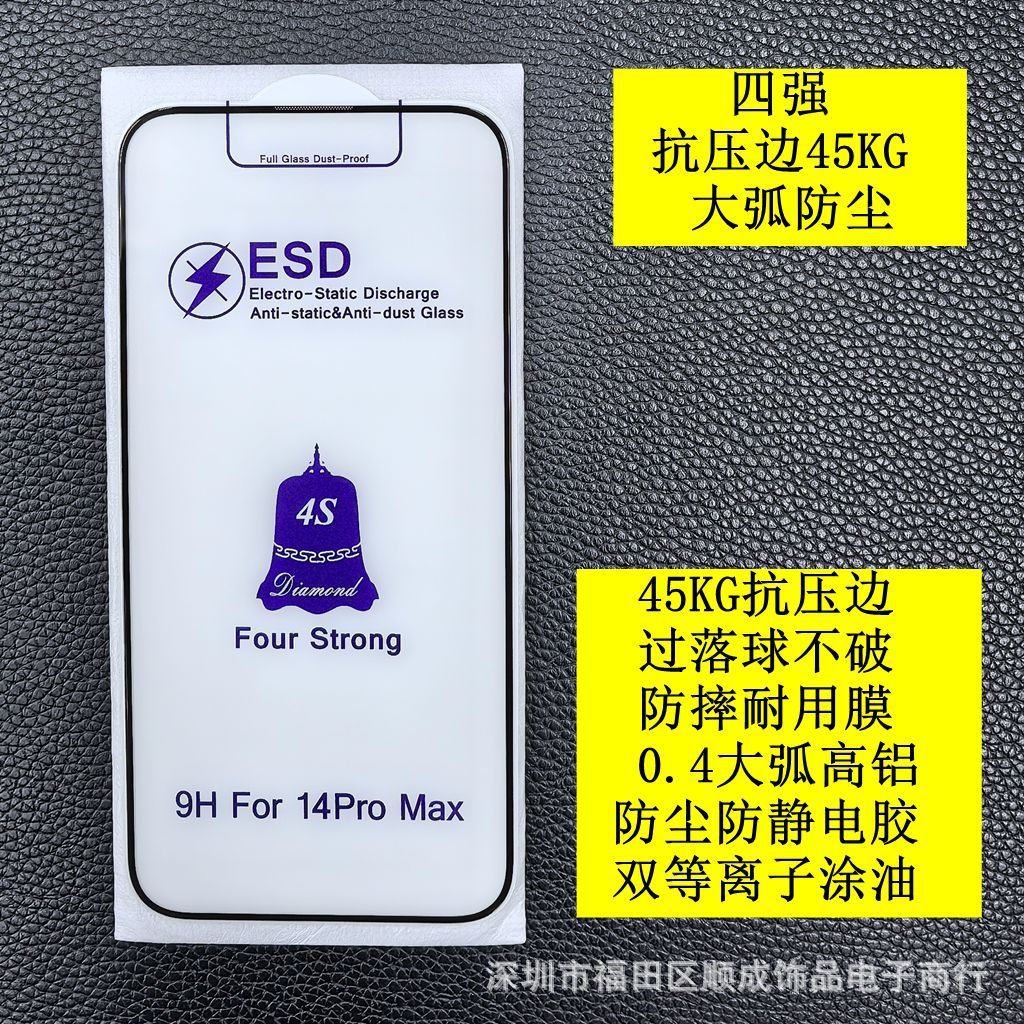 四强
抗压边45KG
大弧防尘
Full Glass Dust-Proof
ESD
Electro-Static Discharge
Anti-static&Anti-dust Glass
4S
Diamond
Four Strong
9H For 14Pro Max
45KG抗压边
过落球不破
防摔耐用膜
0.4大弧高铝
防尘防静电胶
双等离子涂油
深圳市福田区顺成饰品电子商行